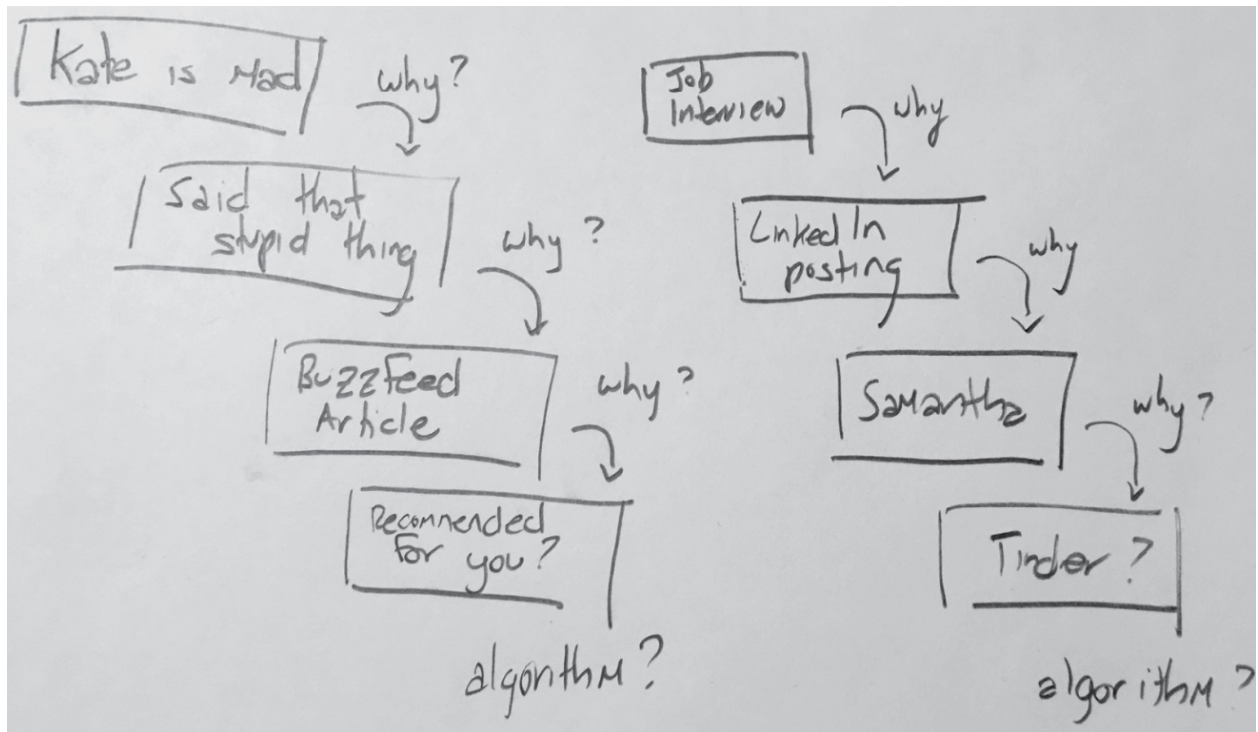 Kate is Mad
why?
Said that
stupid thing
why?
BuzzFeed
Article
why?
Recommended
for you?
algorithm?
Job
Interview
why
LinkedIn
posting
why
Samantha
why?
Tinder?
algorithm?